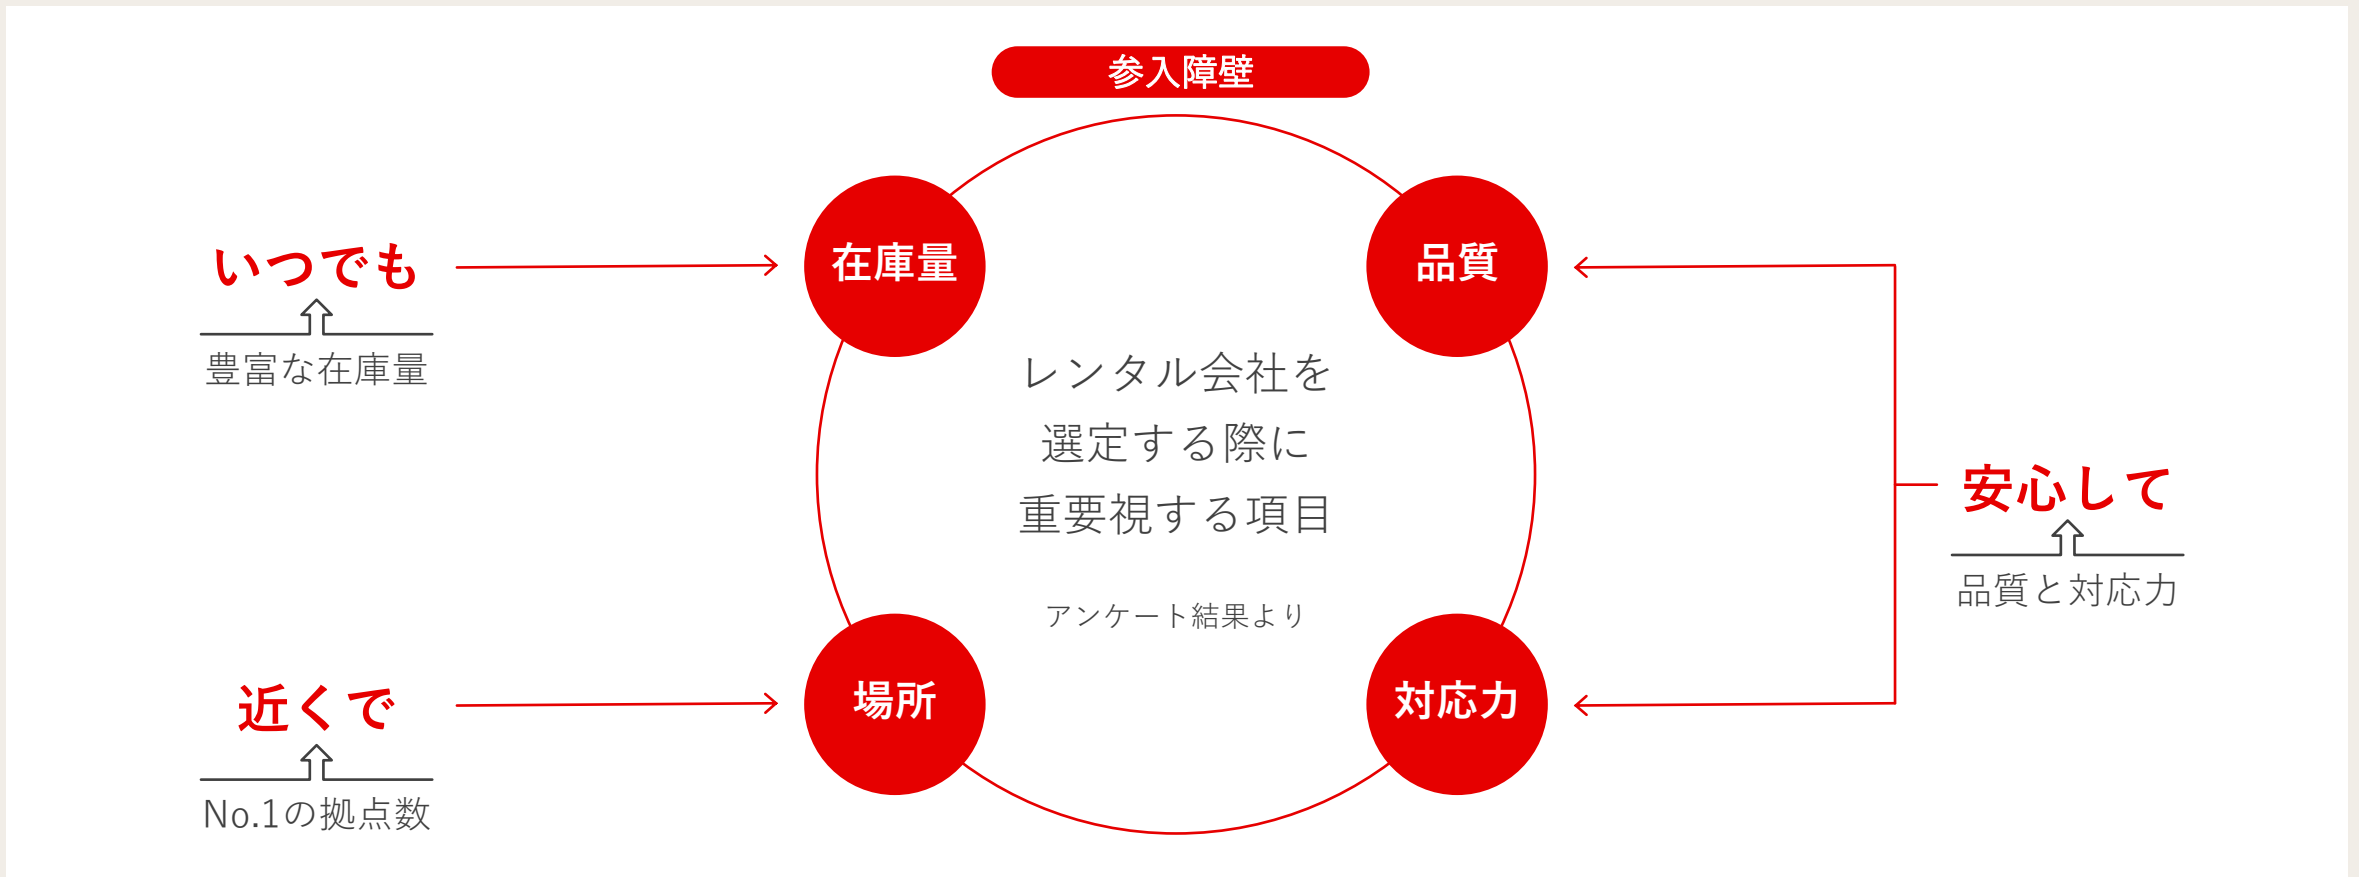 参入障壁
いつでも
豊富な在庫量
在庫量
品質
レンタル会社を
選定する際に
重要視する項目
アンケート結果より
安心して
品質と対応力
近くで
No.1の拠点数
場所
対応力